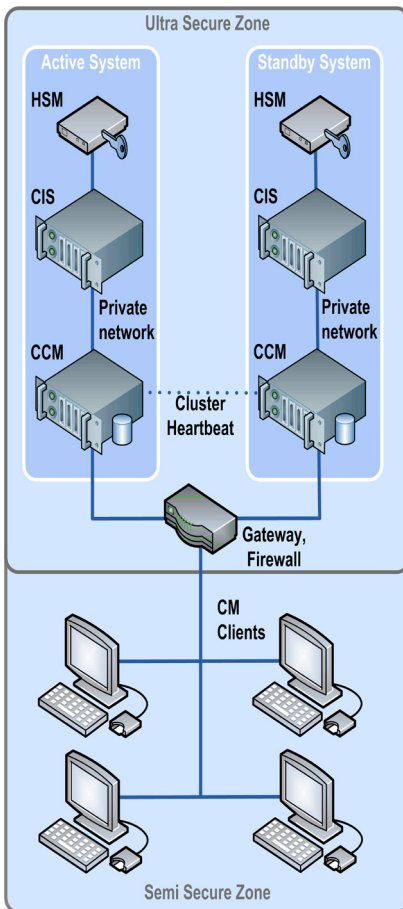 Ultra Secure Zone
Active System
Standby System
HSM
HSM
CIS
CIS
Private
network
Private
network
CCM
CCM
Cluster
Heartbeat
Gateway,
Firewall
CM
Clients
Semi Secure Zone